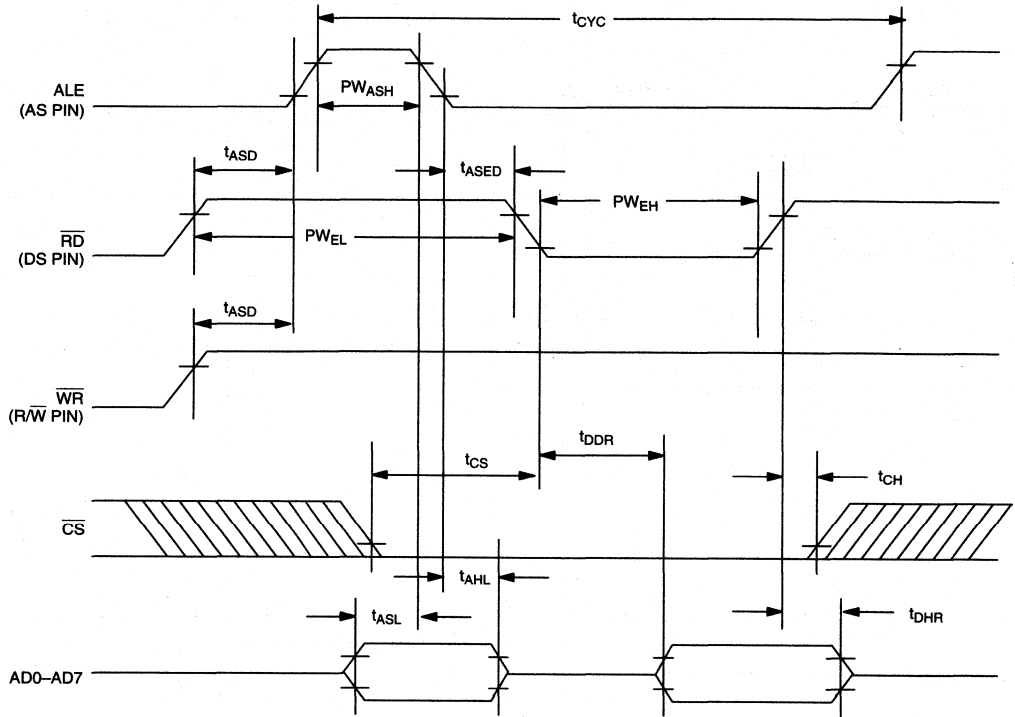 tCYC
ALE
(AS PIN)
PWASH
tASD
tASED
PWEH
RD
(DS PIN)
PWEL
tASD
WR
(R/W PIN)
tDDR
tCS
tCH
CS
tAHL
tASL
tDHR
AD0–AD7